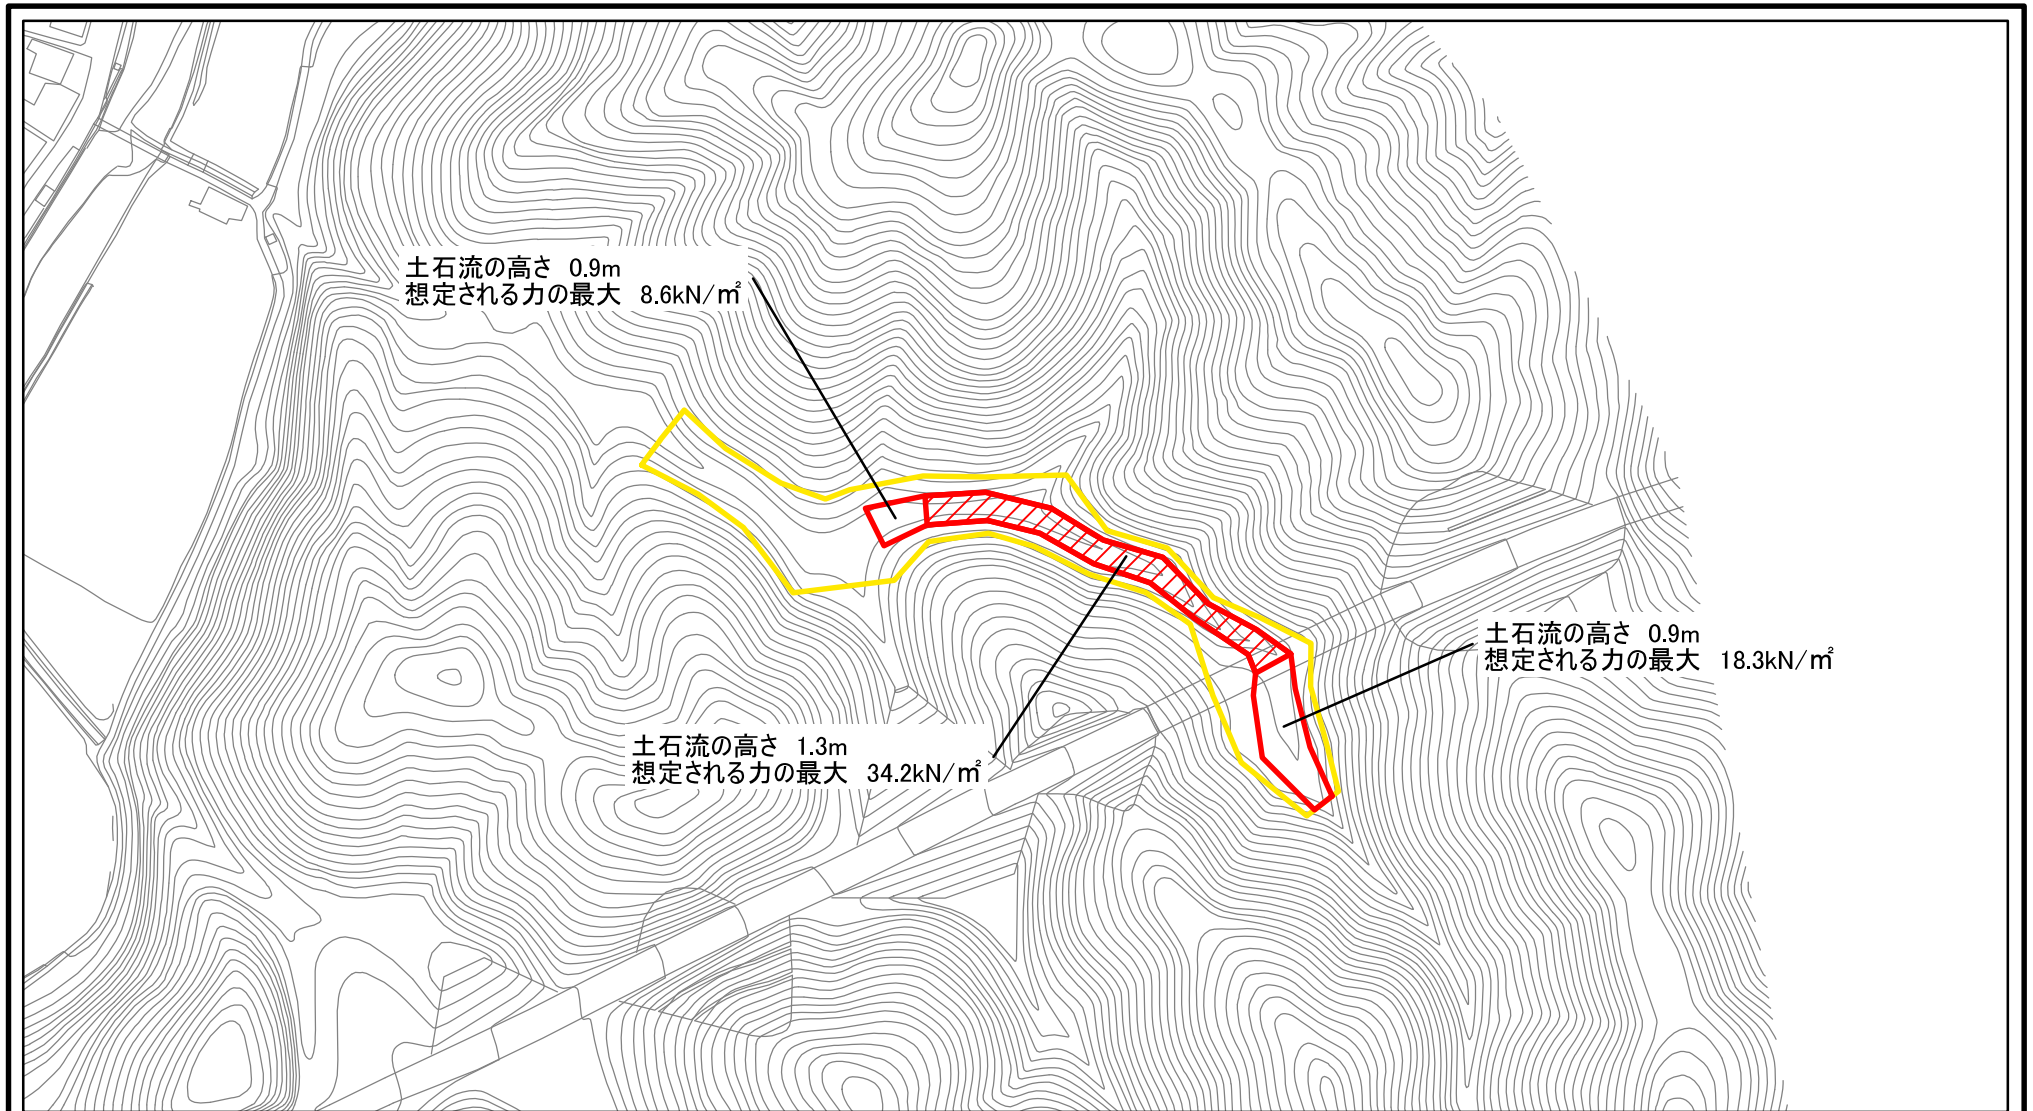 土石流の高さ 0.9m
想定される力の最大 8.6kN/㎡
土石流の高さ 0.9m
想定される力の最大 18.3kN/㎡
土石流の高さ 1.3m
想定される力の最大 34.2kN/㎡